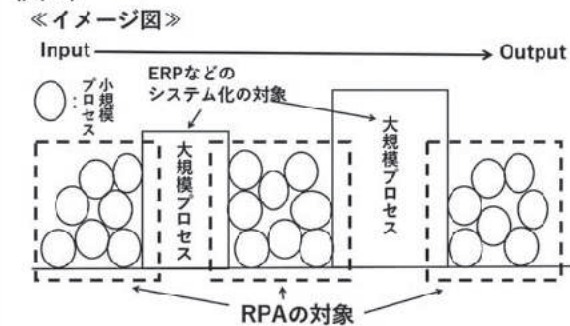 ≪イメージ図≫
Input
Output
ERPなどの
システム化の対象
：小規模
プロセス
大規模プロセス
大規模プロセス
RPAの対象